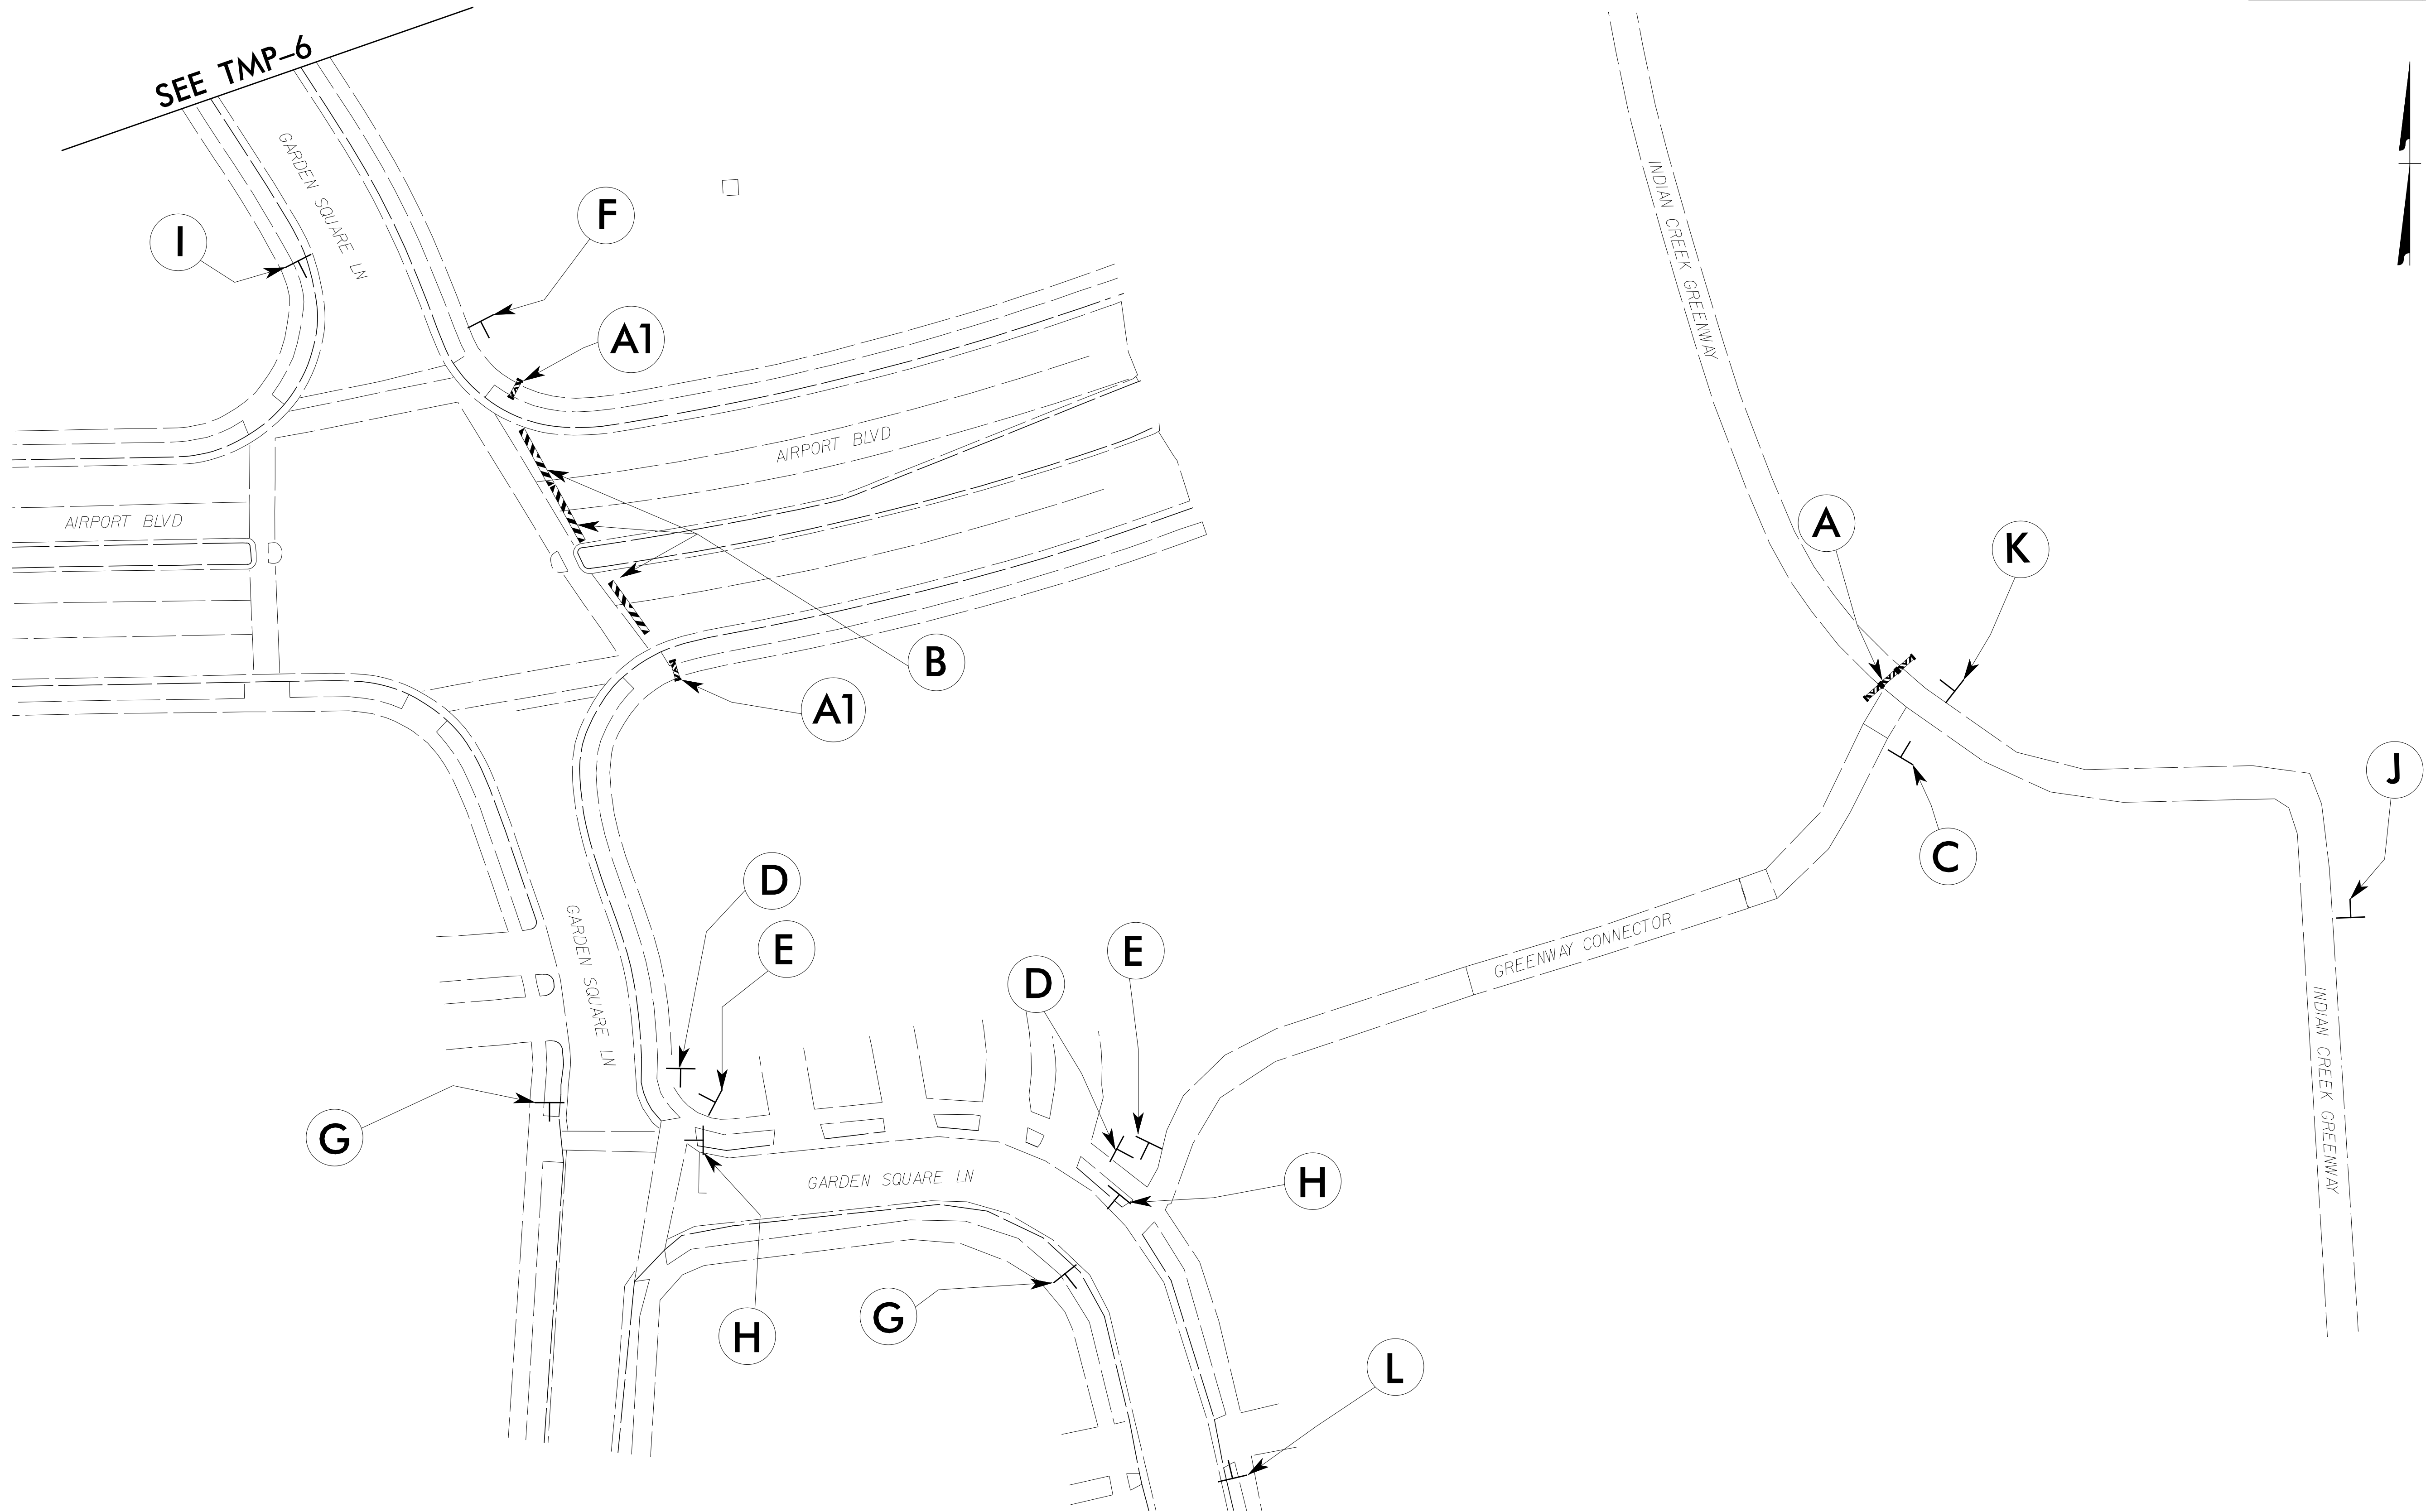 SEE TMP-6
GARDEN SQUARE LN
INDIAN CREEK GREENWAY
I
F
A1
AIRPORT BLVD
AIRPORT BLVD
A
K
B
A1
J
C
D
E
GARDEN SQUARE LN
D
E
GREENWAY CONNECTOR
INDIAN CREEK GREENWAY
G
GARDEN SQUARE LN
H
H
G
L